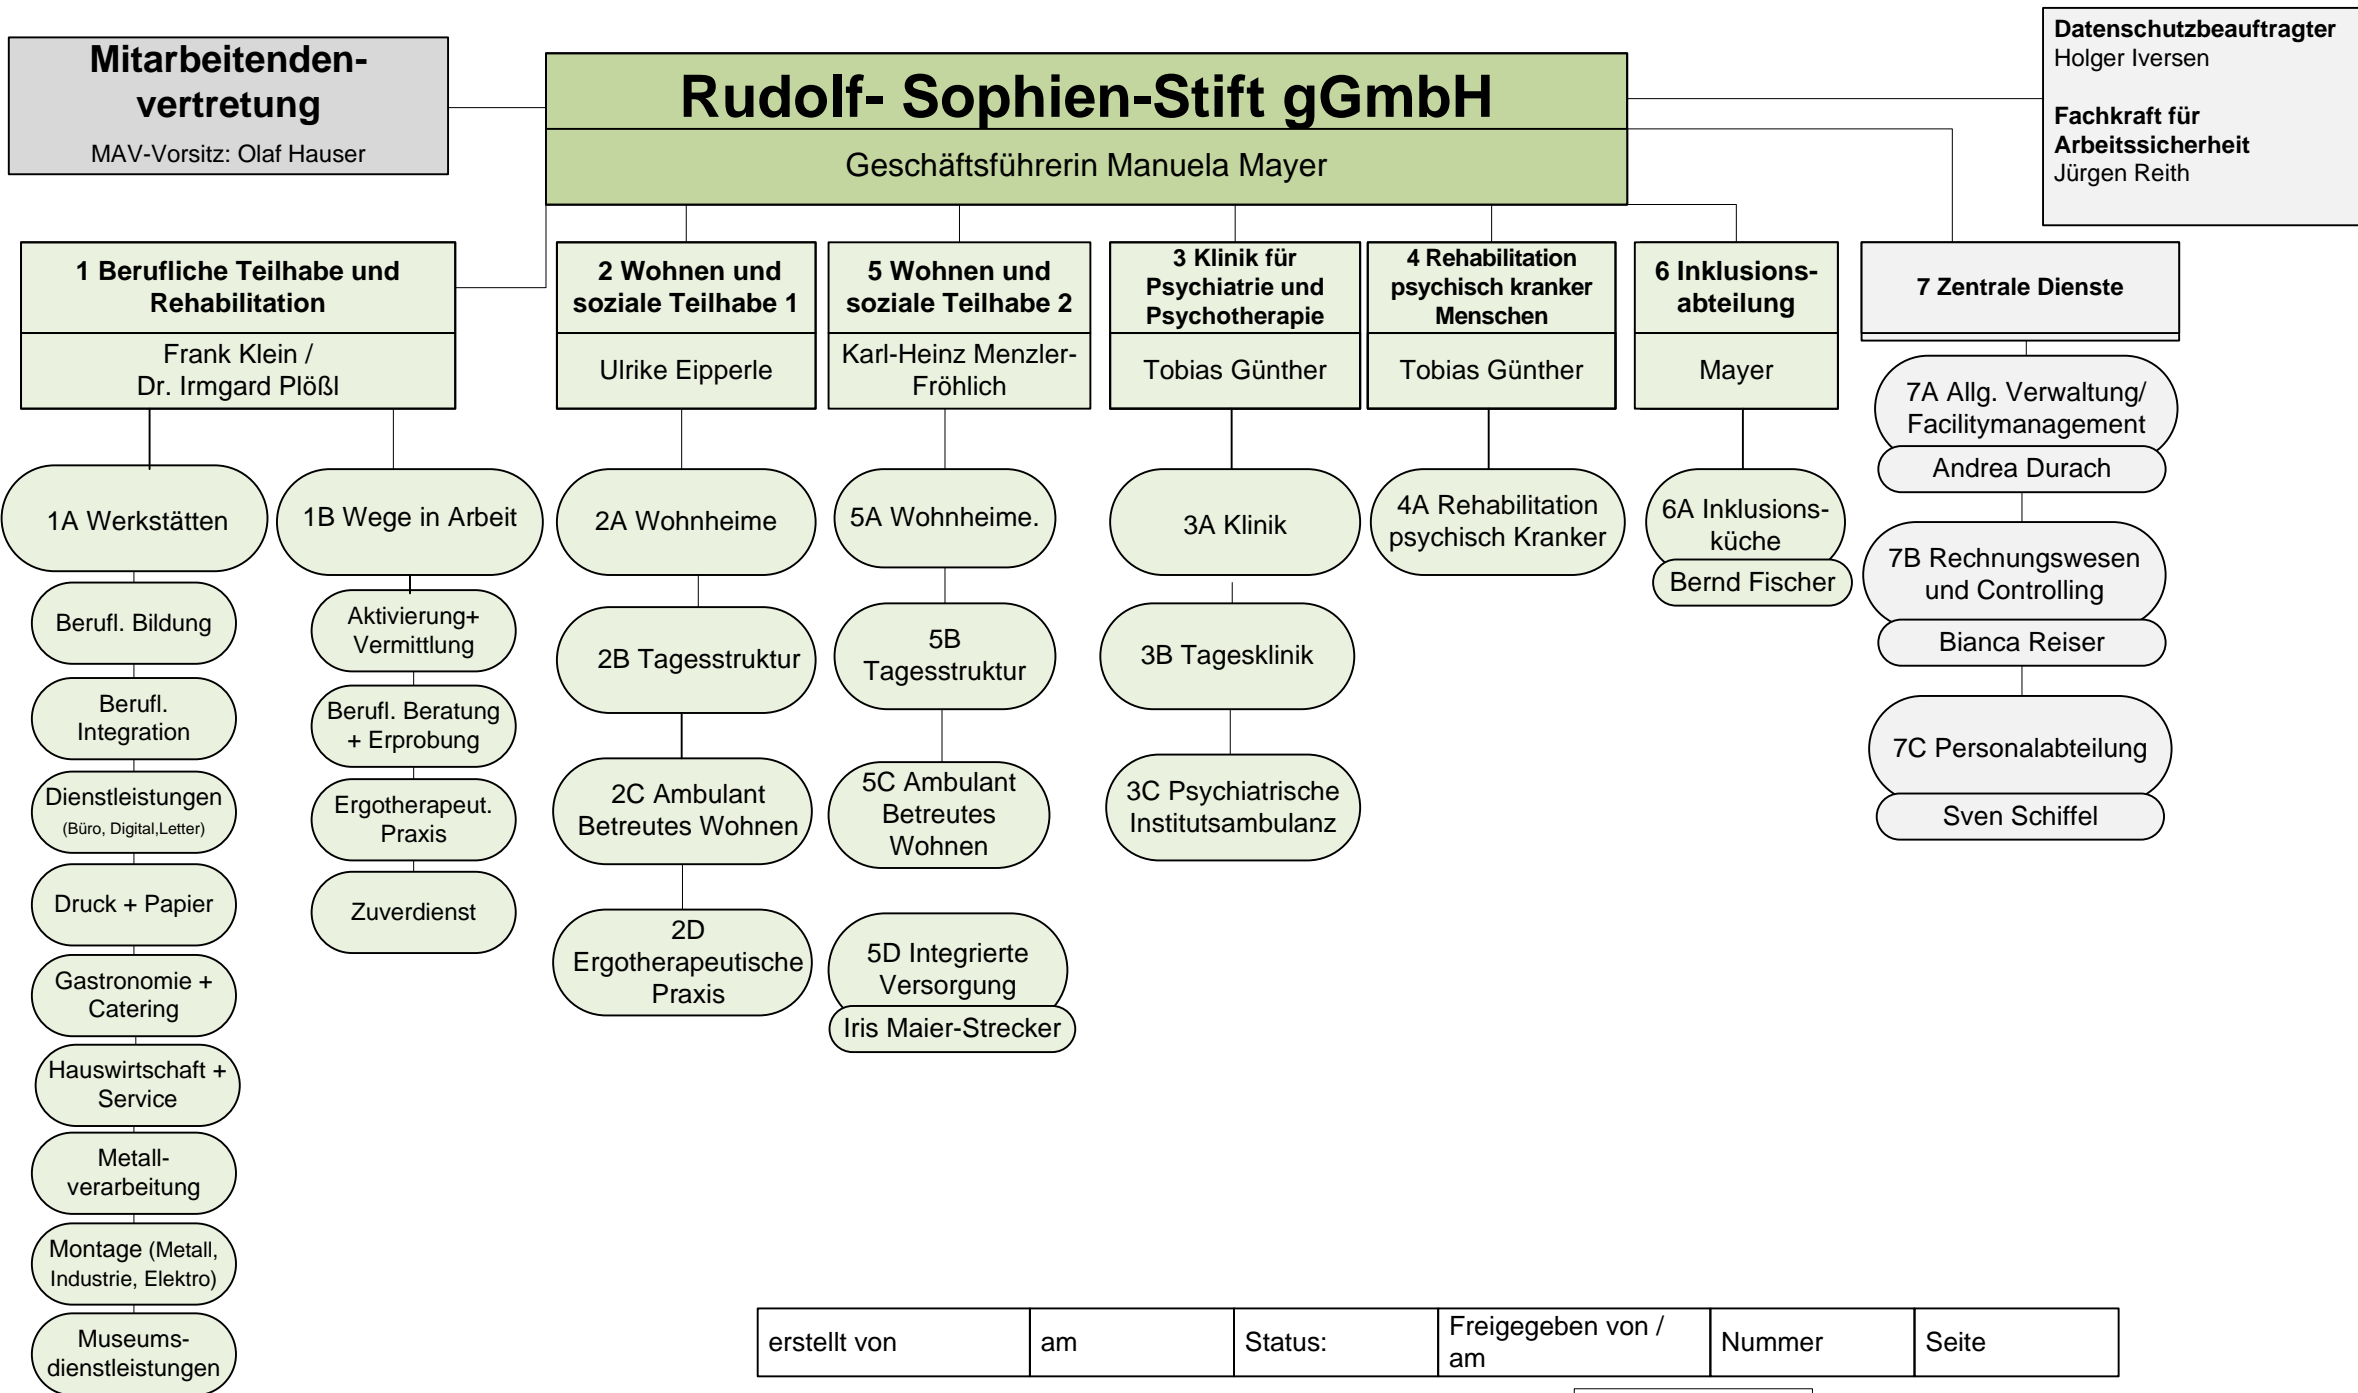 Mitarbeitenden-
vertretung
MAV-Vorsitz: Olaf Hauser
Rudolf- Sophien-Stift gGmbH
Geschäftsführerin Manuela Mayer
Datenschutzbeauftragter
Holger Iversen
Fachkraft für
Arbeitssicherheit
Jürgen Reith
1 Berufliche Teilhabe und
Rehabilitation
Frank Klein /
Dr. Irmgard Plößl
2 Wohnen und
soziale Teilhabe 1
Ulrike Eipperle
5 Wohnen und
soziale Teilhabe 2
Karl-Heinz Menzler-
Fröhlich
3 Klinik für
Psychiatrie und
Psychotherapie
Tobias Günther
4 Rehabilitation
psychisch kranker
Menschen
Tobias Günther
6 Inklusions-
abteilung
Mayer
7 Zentrale Dienste
1A Werkstätten
Berufl. Bildung
Berufl.
Integration
Dienstleistungen
(Büro, Digital,Letter)
Druck + Papier
Gastronomie +
Catering
Hauswirtschaft +
Service
Metall-
verarbeitung
Montage (Metall,
Industrie, Elektro)
Museums-
dienstleistungen
1B Wege in Arbeit
Aktivierung+
Vermittlung
Berufl. Beratung
+ Erprobung
Ergotherapeut.
Praxis
Zuverdienst
2A Wohnheime
2B Tagesstruktur
2C Ambulant
Betreutes Wohnen
2D
Ergotherapeutische
Praxis
5A Wohnheime.
5B
Tagesstruktur
5C Ambulant
Betreutes
Wohnen
5D Integrierte
Versorgung
Iris Maier-Strecker
3A Klinik
3B Tagesklinik
3C Psychiatrische
Institutsambulanz
4A Rehabilitation
psychisch Kranker
6A Inklusions-
küche
Bernd Fischer
7A Allg. Verwaltung/
Facilitymanagement
Andrea Durach
7B Rechnungswesen
und Controlling
Bianca Reiser
7C Personalabteilung
Sven Schiffel
erstellt von
am
Status:
Freigegeben von /
am
Nummer
Seite